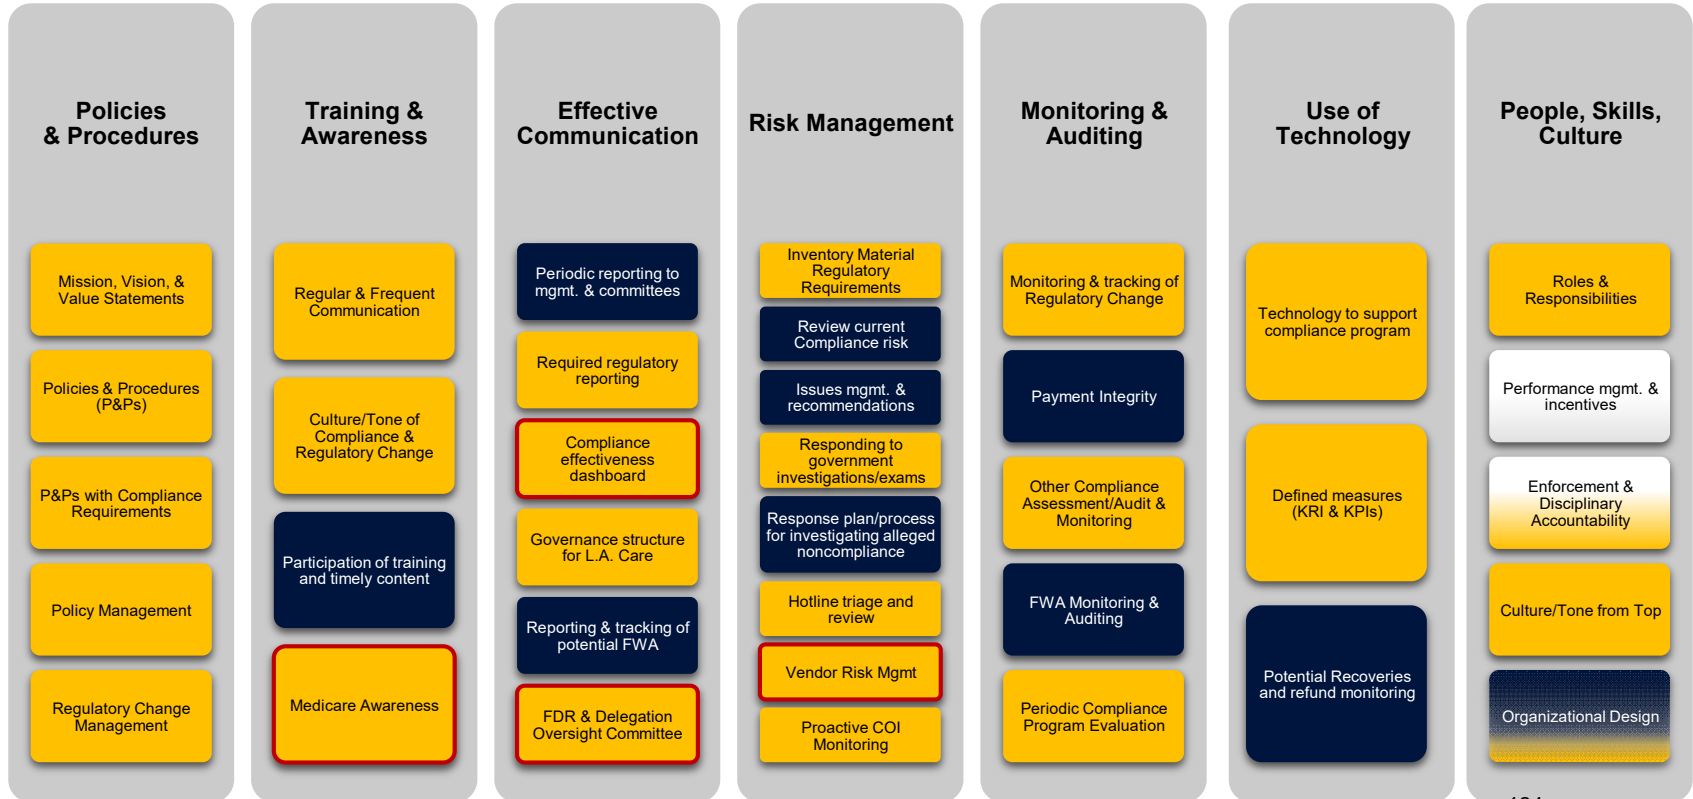 Policies
& Procedures
Mission, Vision, &
Value Statements
Policies & Procedures
(P&Ps)
P&Ps with Compliance
Requirements
Policy Management
Regulatory Change
Management
Training &
Awareness
Regular & Frequent
Communication
Culture/Tone of
Compliance &
Regulatory Change
Participation of training
and timely content
Medicare Awareness
Effective
Communication
Periodic reporting to
mgmt. & committees
Required regulatory
reporting
Compliance
effectiveness
dashboard
Governance structure
for L.A. Care
Reporting & tracking of
potential FWA
FDR & Delegation
Oversight Committee
Risk Management
Inventory Material
Regulatory
Requirements
Review current
Compliance risk
Issues mgmt. &
recommendations
Responding to
government
investigations/exams
Response plan/process
for investigating alleged
noncompliance
Hotline triage and
review
Vendor Risk Mgmt
Proactive COI
Monitoring
Monitoring &
Auditing
Monitoring & tracking of
Regulatory Change
Payment Integrity
Other Compliance
Assessment/Audit &
Monitoring
FWA Monitoring &
Auditing
Periodic Compliance
Program Evaluation
Use of
Technology
Technology to support
compliance program
Defined measures
(KRI & KPIs)
Potential Recoveries
and refund monitoring
People, Skills,
Culture
Roles &
Responsibilities
Performance mgmt. &
incentives
Enforcement &
Disciplinary
Accountability
Culture/Tone from Top
Organizational Design